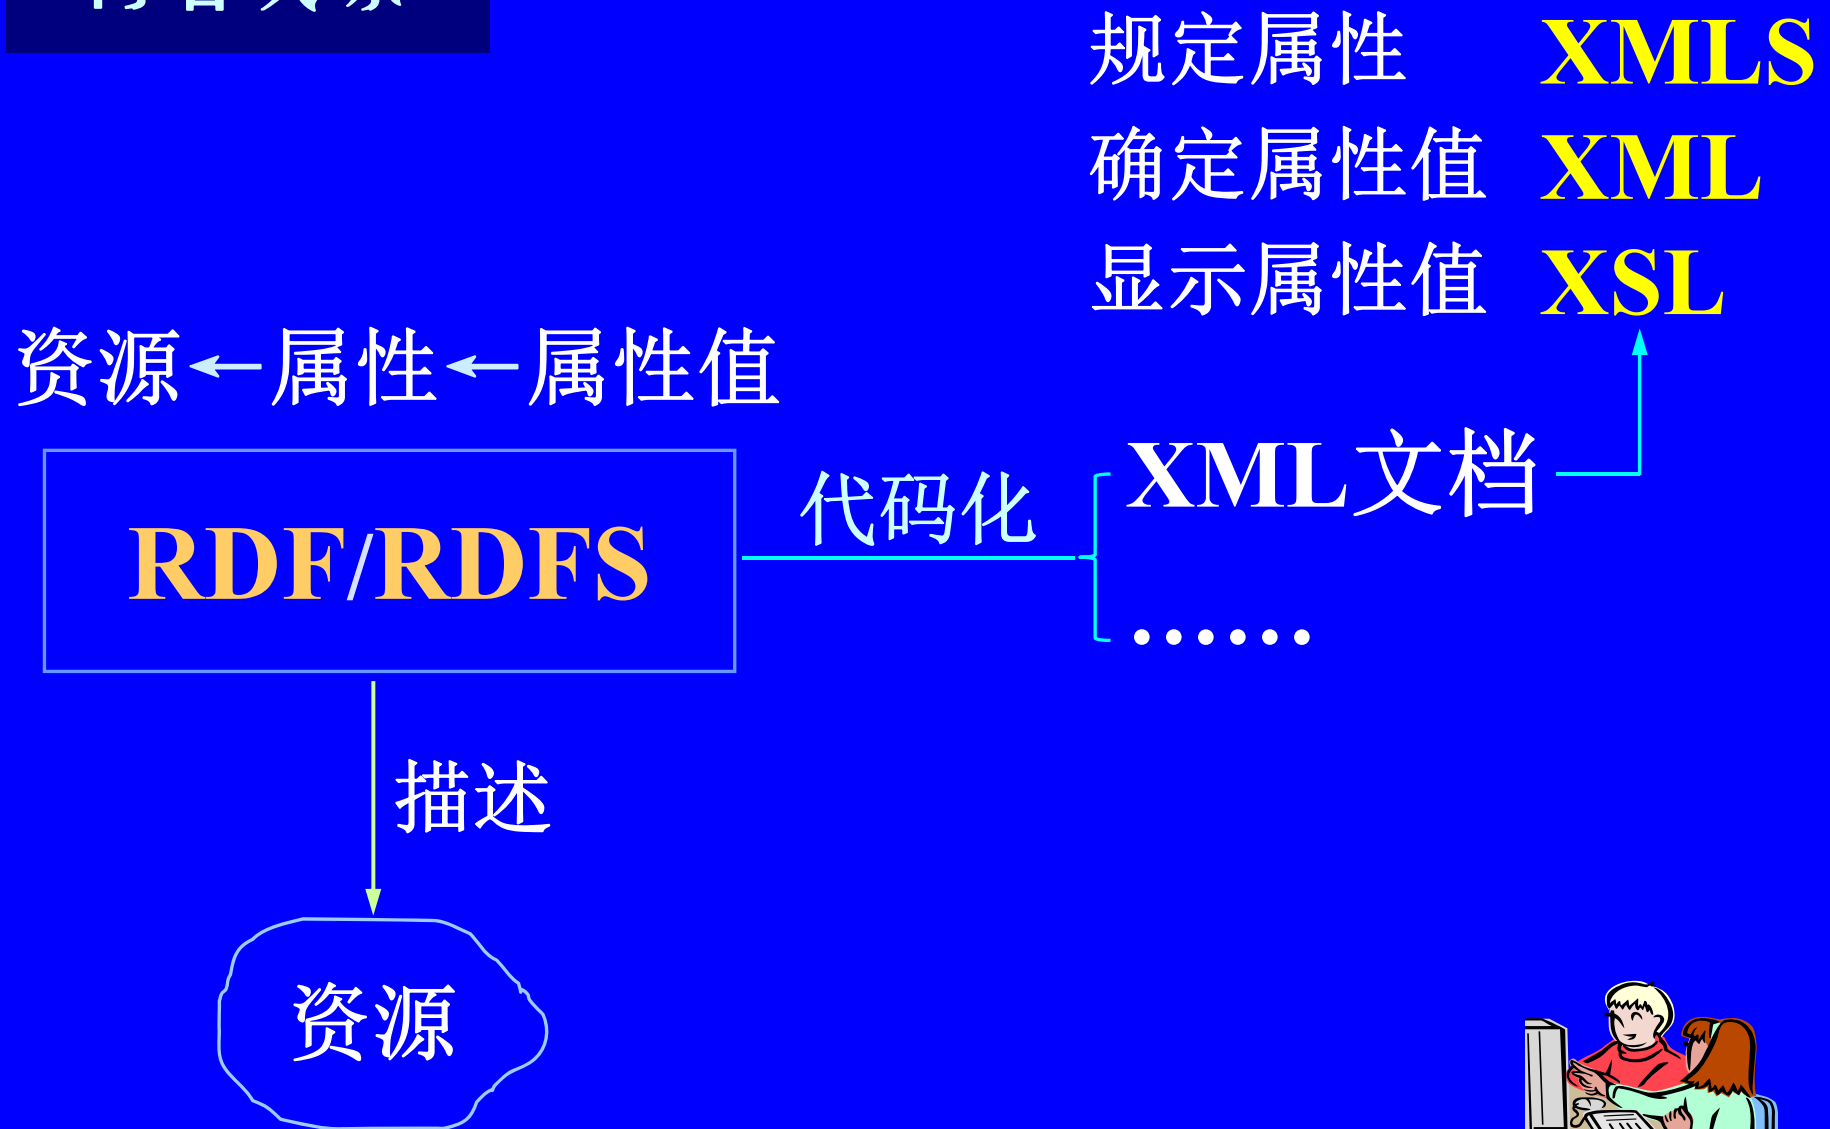 规定属性 XMLS
确定属性值 XML
显示属性值 XSL
资源←属性←属性值
XML文档
代码化
RDF/RDFS
……
描述
资源